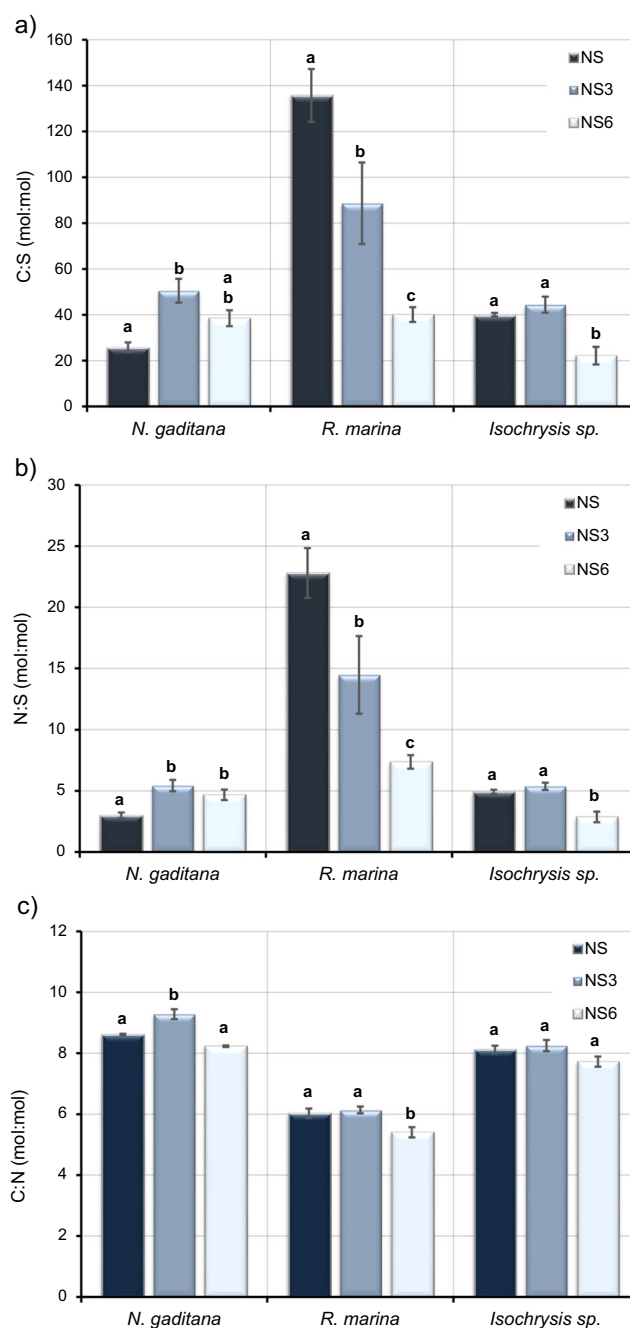 a)
160
140
120
100
80
60
40
20
0
C:S (mol:mol)
NS
NS3
NS6
a
b
a
b
a
b
c
a
a
b
N. gaditana
R. marina
Isochrysis sp.
b)
30
25
20
15
10
5
0
N:S (mol:mol)
NS
NS3
NS6
a
b
b
a
b
c
a
a
b
N. gaditana
R. marina
Isochrysis sp.
c)
12
10
8
6
4
2
0
C:N (mol:mol)
NS
NS3
NS6
a
b
a
a
a
b
a
a
a
N. gaditana
R. marina
Isochrysis sp.